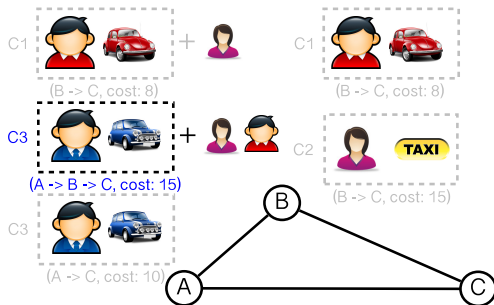 C1
+
C1
(B -> C, cost: 8)
(B -> C, cost: 8)
C3
+
C2
TAXI
(A -> B -> C, cost: 15)
(B -> C, cost: 15)
C3
B
(A -> C, cost: 10)
A
C